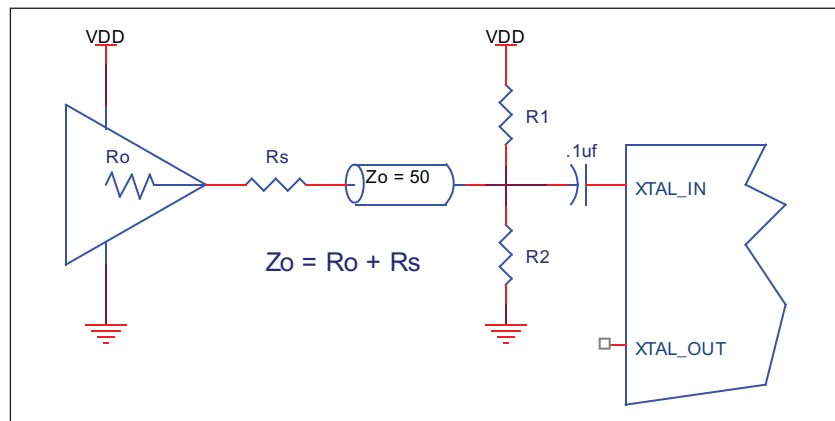 VDD
VDD
R1
Ro
Rs
.1uf
Zo = 50
XTAL_IN
Zo = Ro + Rs
R2
XTAL_OUT